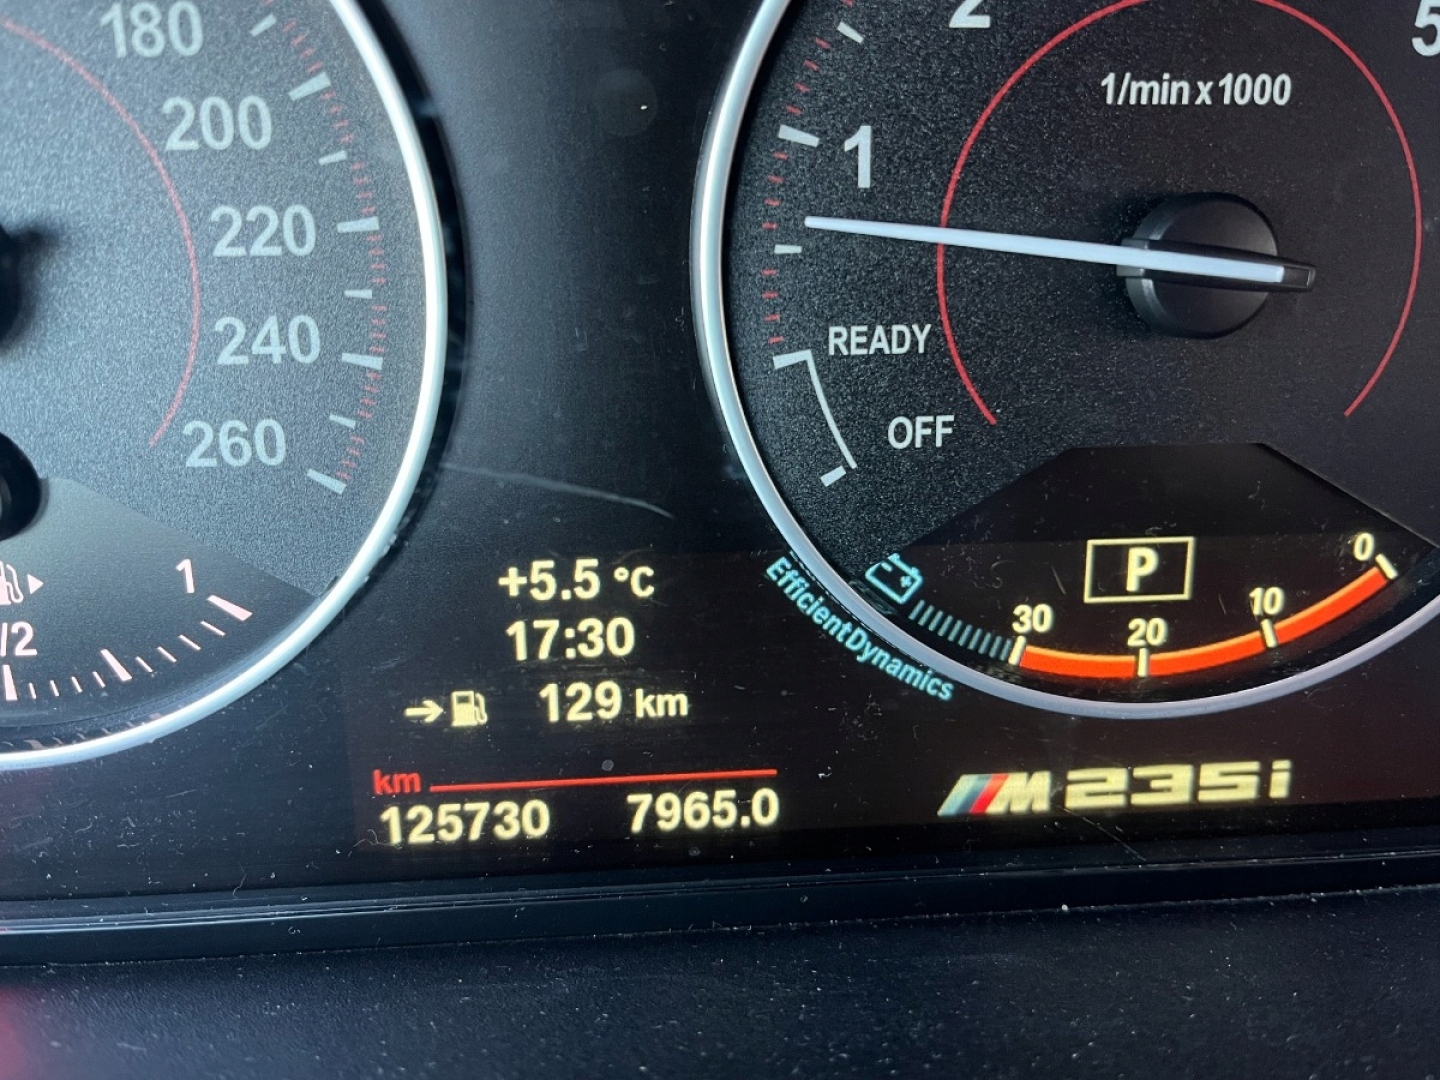 180
200
220
240
260
1/2
1
1
2
5
1/min x 1000
READY
OFF
+5.5 °C
17:30
129 km
km
125730 7965.0
EfficientDynamics
P
30 20 10 0
M235i